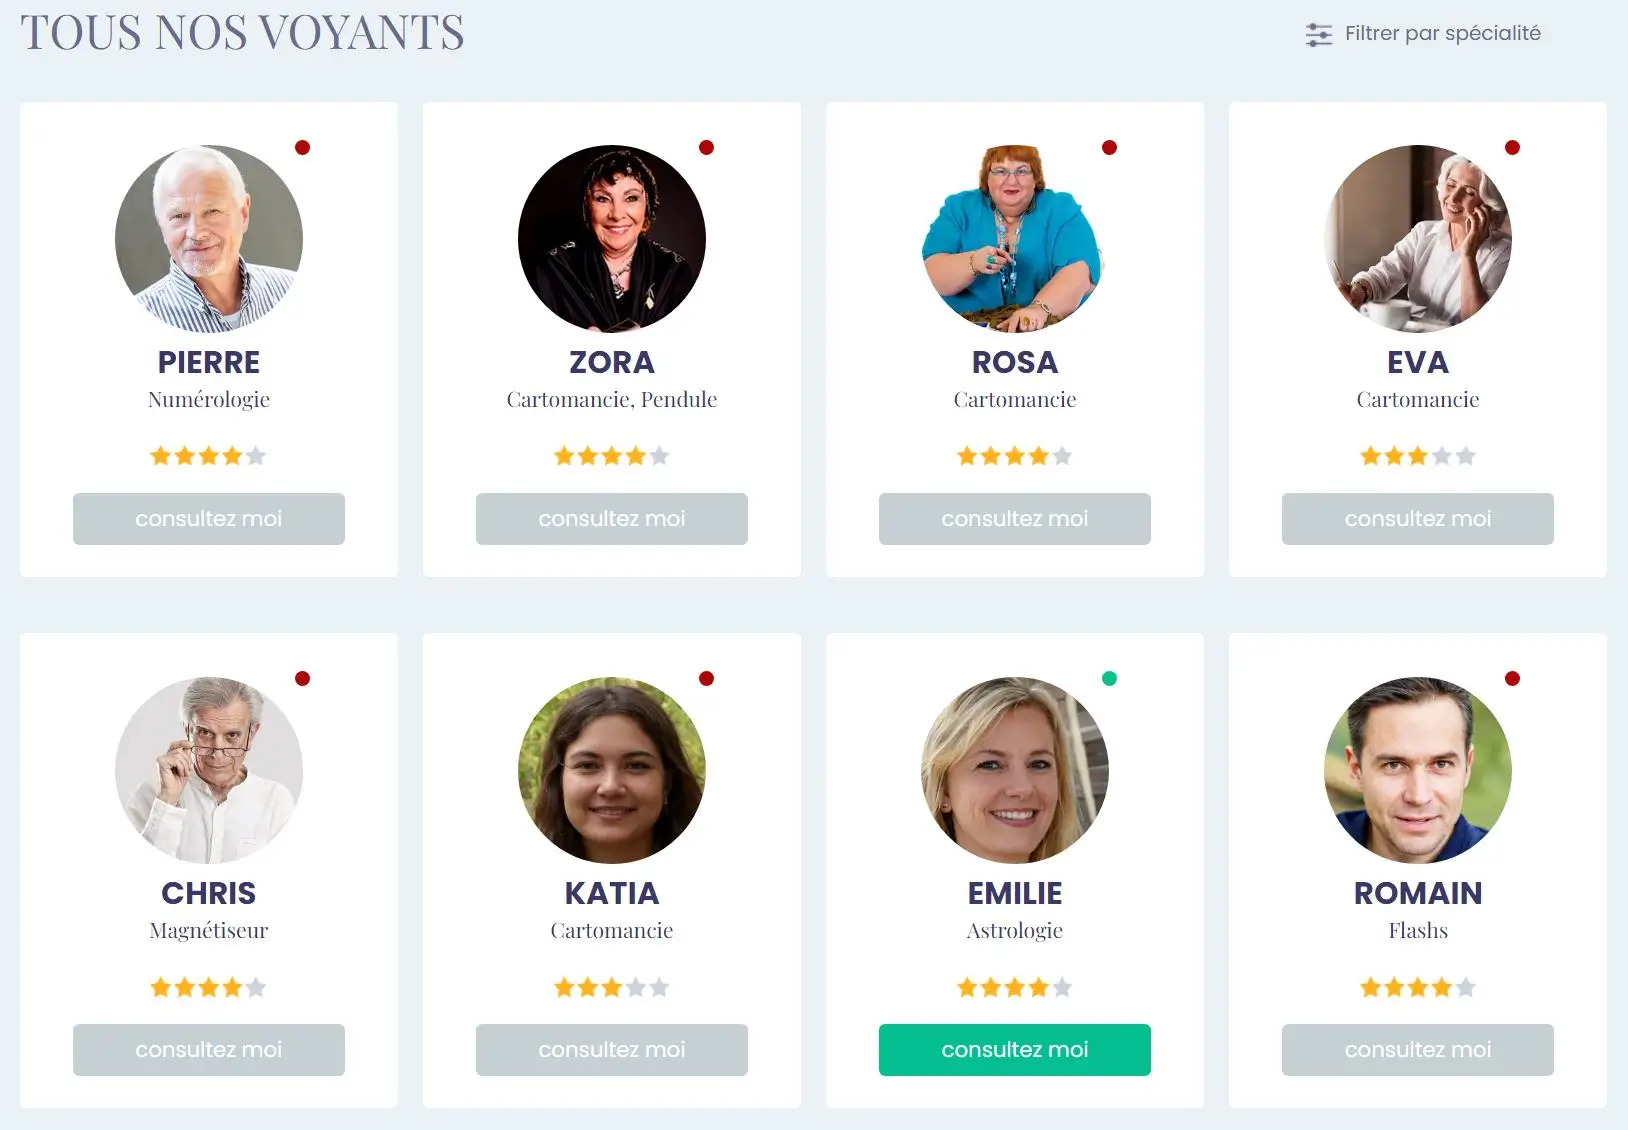 TOUS NOS VOYANTS
Filtrer par spécialité
PIERRE
Numérologie
consultez moi
ZORA
Cartomancie, Pendule
consultez moi
ROSA
Cartomancie
consultez moi
EVA
Cartomancie
consultez moi
CHRIS
Magnétiseur
consultez moi
KATIA
Cartomancie
consultez moi
EMILIE
Astrologie
consultez moi
ROMAIN
Flashs
consultez moi